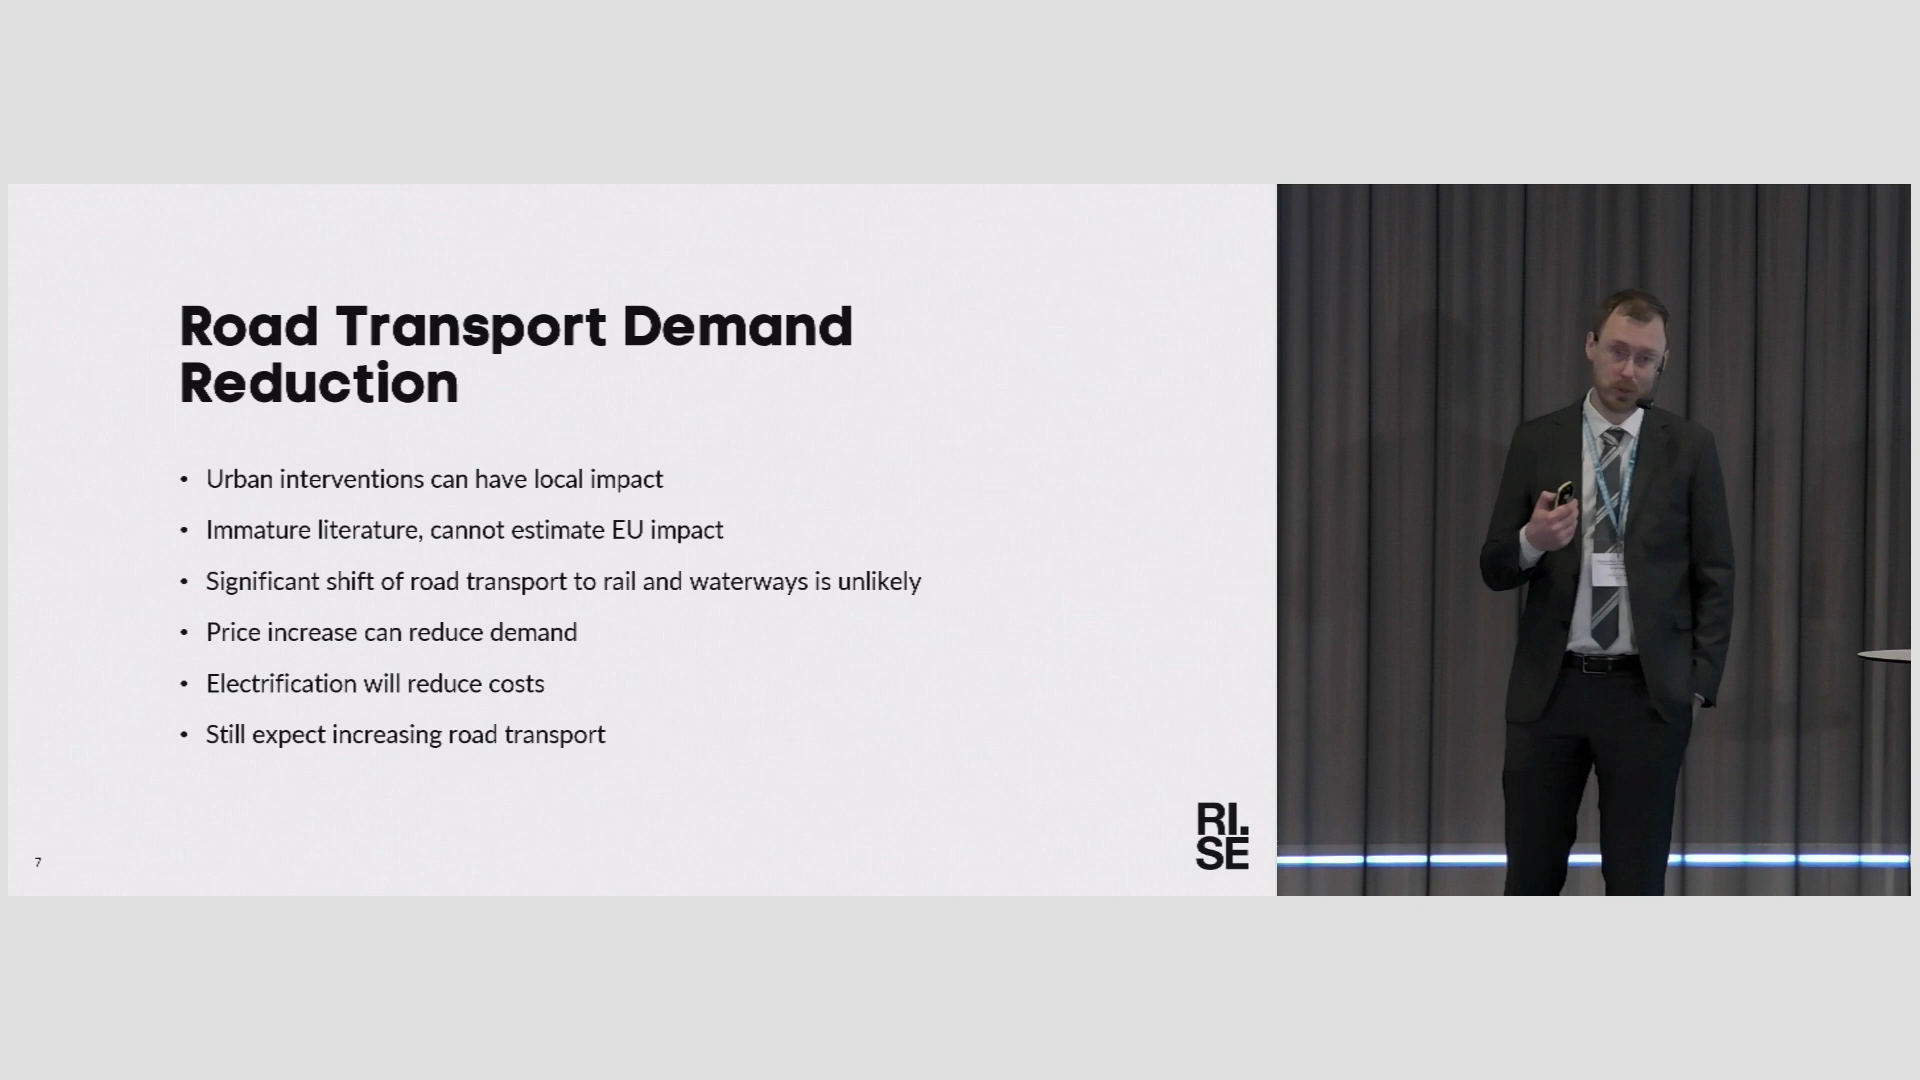 Road Transport Demand
Reduction
• Urban interventions can have local impact
• Immature literature, cannot estimate EU impact
• Significant shift of road transport to rail and waterways is unlikely
• Price increase can reduce demand
• Electrification will reduce costs
• Still expect increasing road transport
7
RI.
SE